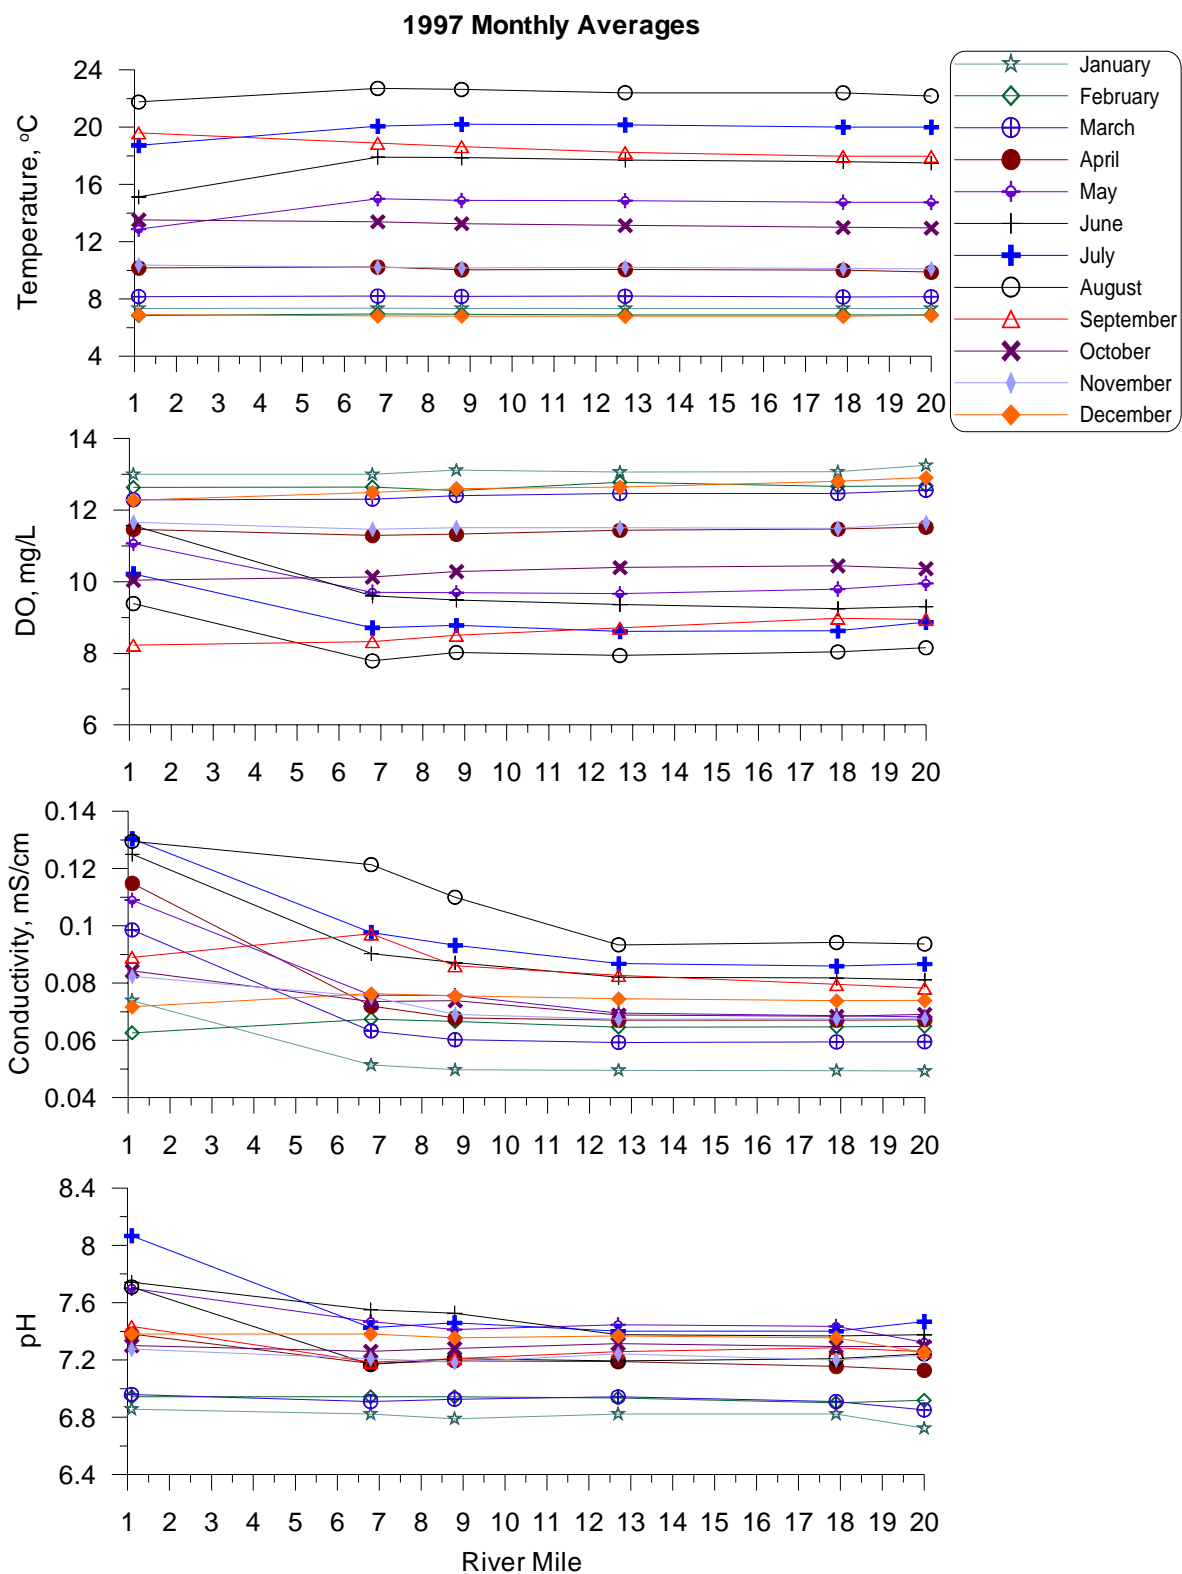 1997 Monthly Averages
24
20
16
12
8
4
Temperature, ºC
1 2 3 4 5 6 7 8 9 10 11 12 13 14 15 16 17 18 19 20
January
February
March
April
May
June
July
August
September
October
November
December
14
12
10
8
6
DO, mg/L
1 2 3 4 5 6 7 8 9 10 11 12 13 14 15 16 17 18 19 20
0.14
0.12
0.1
0.08
0.06
0.04
Conductivity, mS/cm
1 2 3 4 5 6 7 8 9 10 11 12 13 14 15 16 17 18 19 20
8.4
8
7.6
7.2
6.8
6.4
pH
1 2 3 4 5 6 7 8 9 10 11 12 13 14 15 16 17 18 19 20
River Mile